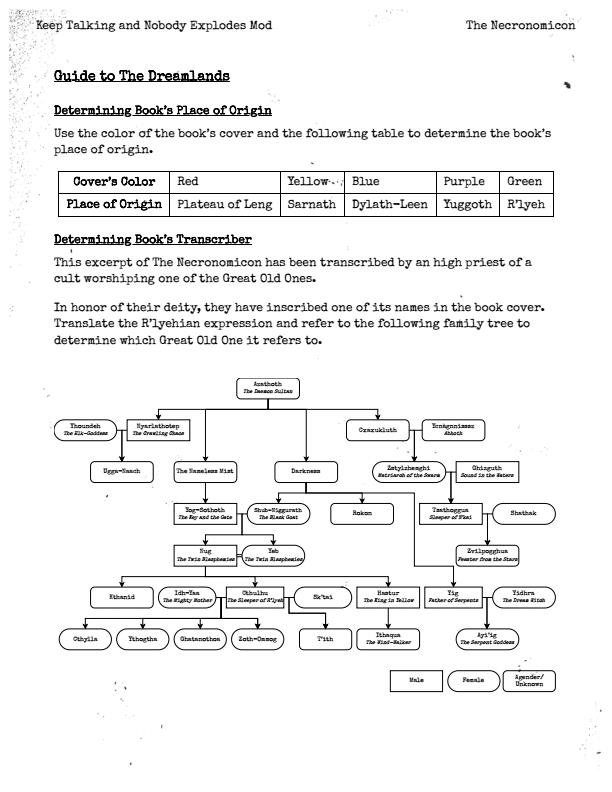 Keep Talking and Nobody Explodes Mod The Necronomicon
Guide to The Dreamlands
Determining Book's Place of Origin
Use the color of the book's cover and the following table to determine the book's
place of origin.
Cover's Color Red Yellow Blue Purple Green
Place of Origin Plateau of Leng Sarnath Dylath-Leen Yuggoth R'lyeh
Determining Book's Transcriber
This excerpt of The Necronomicon has been transcribed by an high priest of a
cult worshiping one of the Great Old Ones.
In honor of their deity, they have inscribed one of its names in the book cover.
Translate the R'lyehian expression and refer to the following family tree to
determine which Great Old One it refers to.
Azathoth
The Daemon Sultan
Yhoundeh
The Elk-Goddess
Nyarlathotep
The Crawling Chaos
Cxaxukluth
Ycnágnnisssz
Abhoth
Ugga-Naach
The Nameless Mist
Darkness
Zstylzhemghi
Matriarch of the Swarm
Ghizguth
Sound in the Waters
Yog-Sothoth
The Key and the Gate
Shub-Niggurath
The Black Goat
Rokon
Tsathoggua
Sleeper of N'kai
Shathak
Nug
The Twin Blasphemies
Yeb
The Twin Blasphemies
Zvilpogghua
Feaster from the Stars
Kthanid
Idh-Yaa
The Mighty Mother
Cthulhu
The Sleeper of R'lyeh
Sk'tai
Hastur
The King in Yellow
Yig
Father of Serpents
Yidhra
The Dream Witch
Cthylla
Ythogtha
Ghatanothoa
Zoth-Ommog
T'ith
Ithaqua
The Wind-Walker
Ayi'ig
The Serpent Goddess
Male
Female
Agender/
Unknown